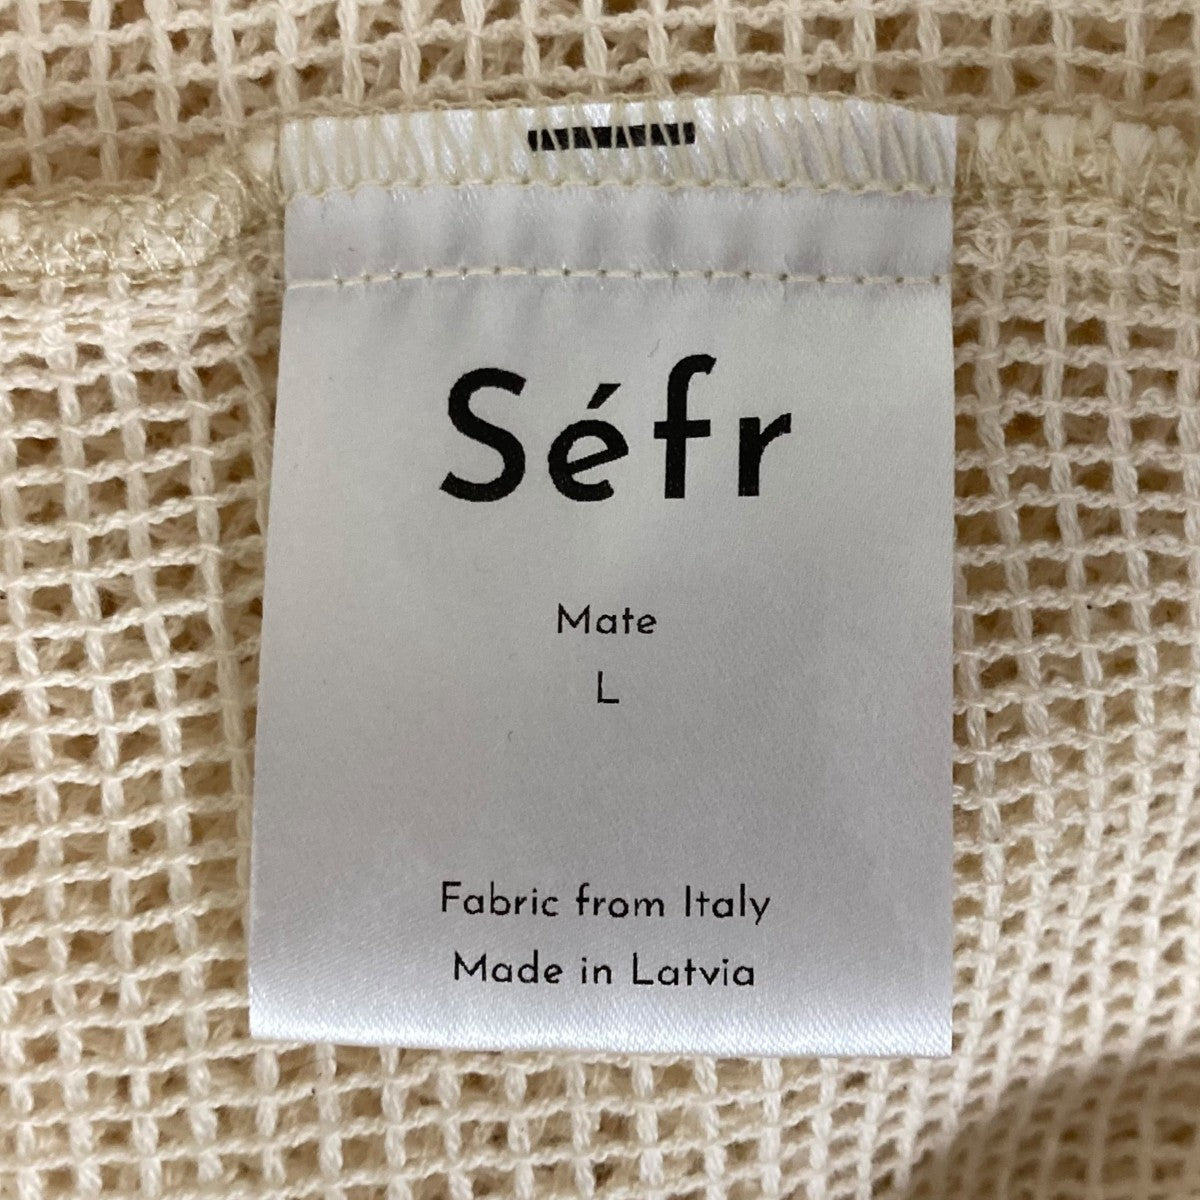 Séfr
Mate
L
Fabric from Italy
Made in Latvia